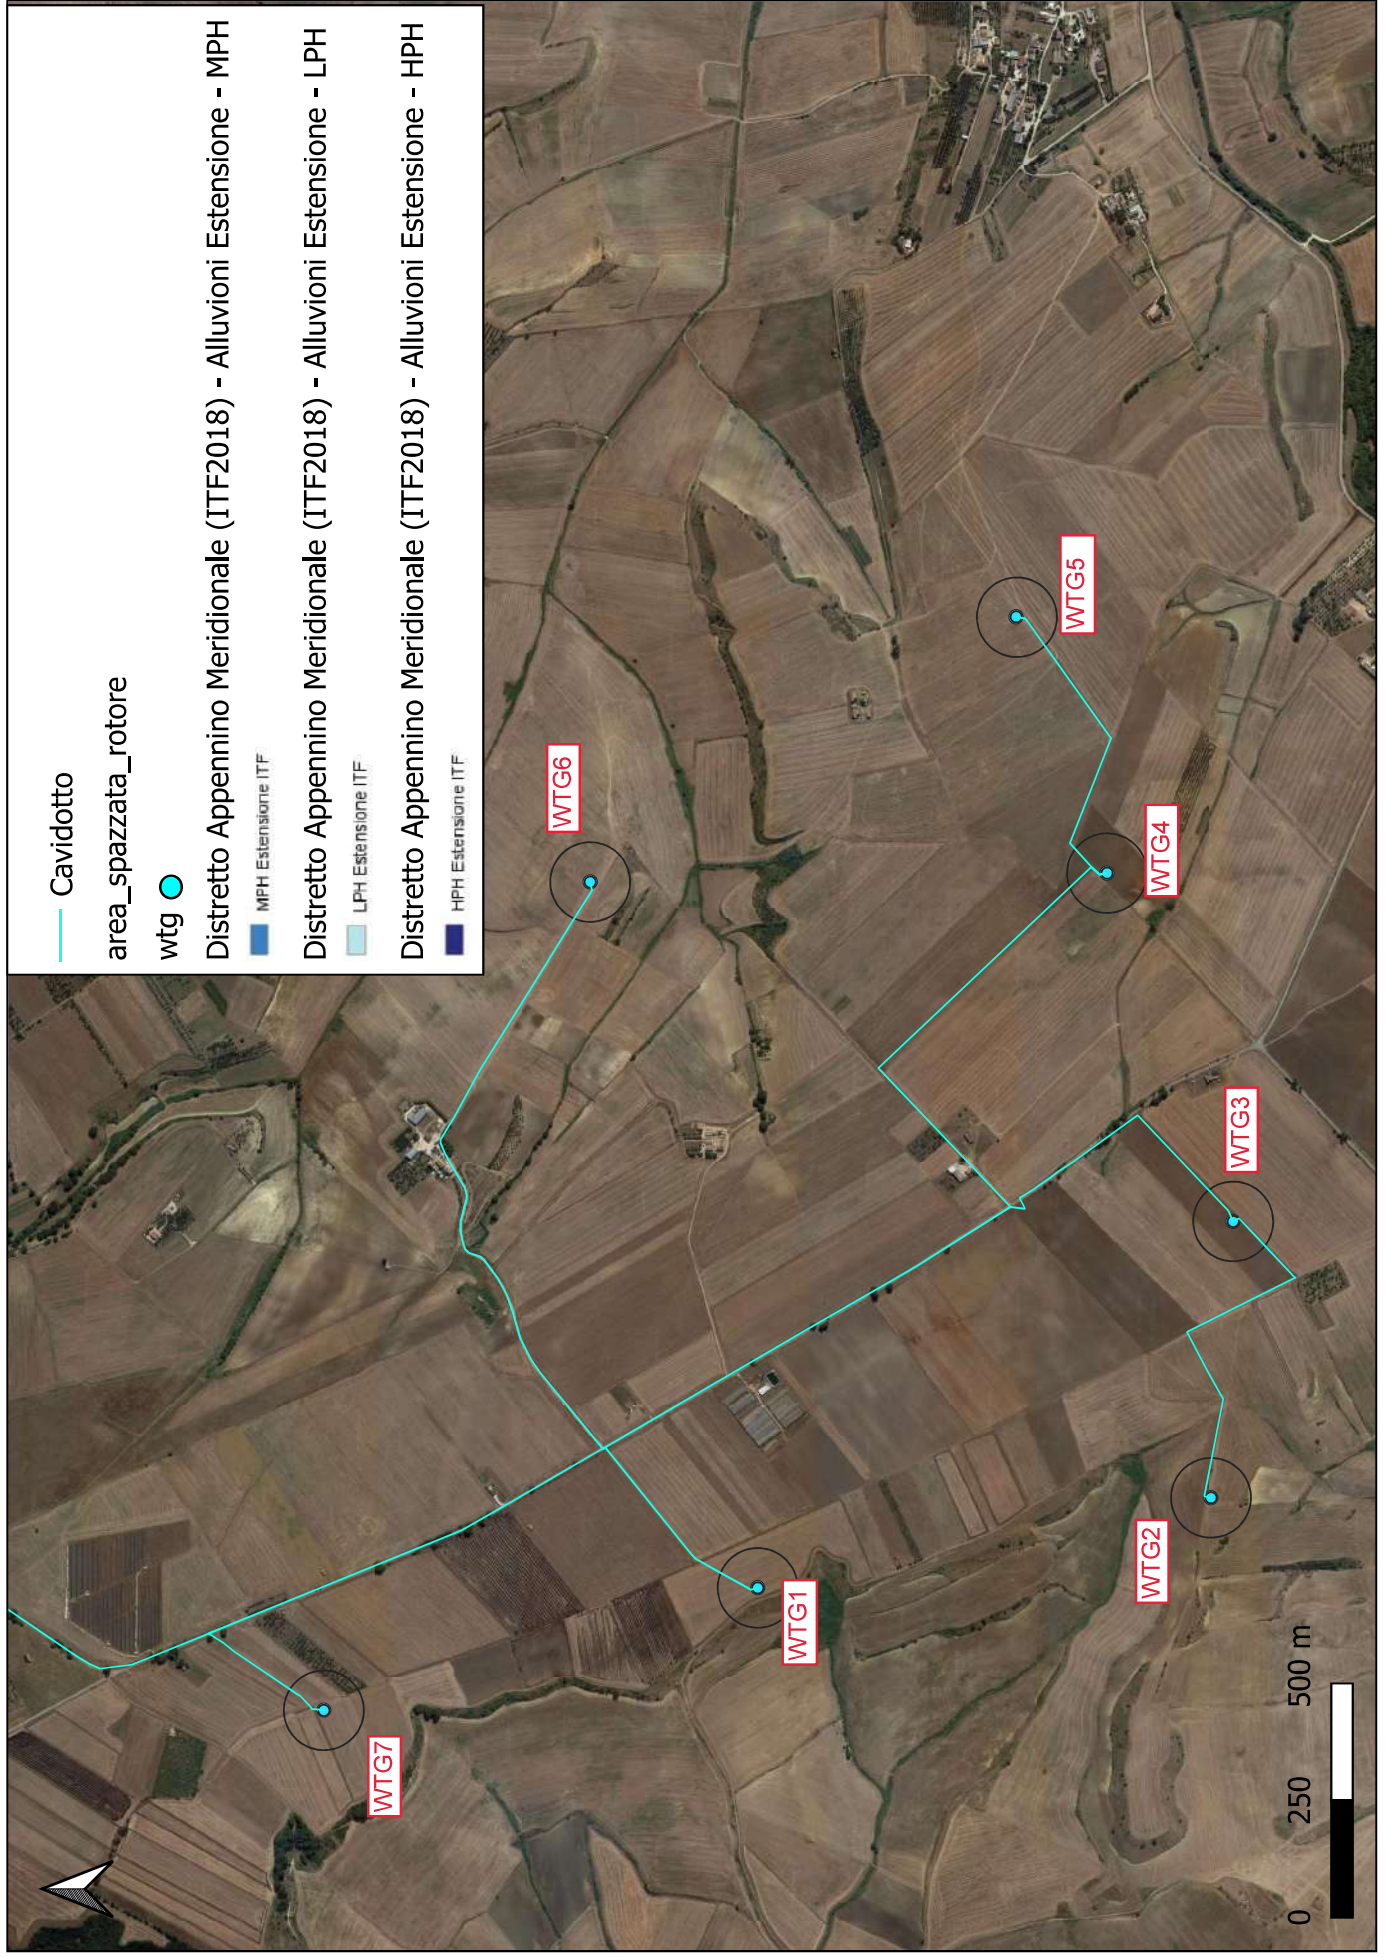 Cavidotto
area_spazzata_rotore
wtg
Distretto Appennino Meridionale (ITF2018) - Alluvioni Estensione - MPH
MPH Estensione ITF
Distretto Appennino Meridionale (ITF2018) - Alluvioni Estensione - LPH
LPH Estensione ITF
Distretto Appennino Meridionale (ITF2018) - Alluvioni Estensione - HPH
HPH Estensione ITF
WTG7
WTG6
WTG1
WTG5
WTG4
WTG2
WTG3
0 250 500 m